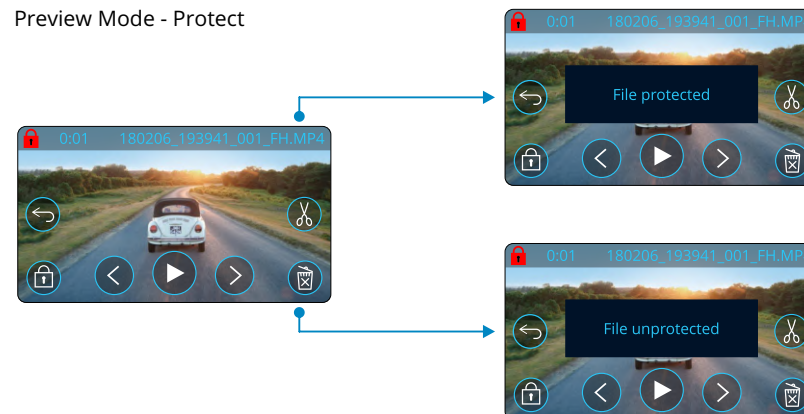 Preview Mode - Protect
0:01 180206_193941_001_FH.MP4
0:01 180206_193941_001_FH.MP
File protected
0:01 180206_193941_001_FH.MP
File unprotected